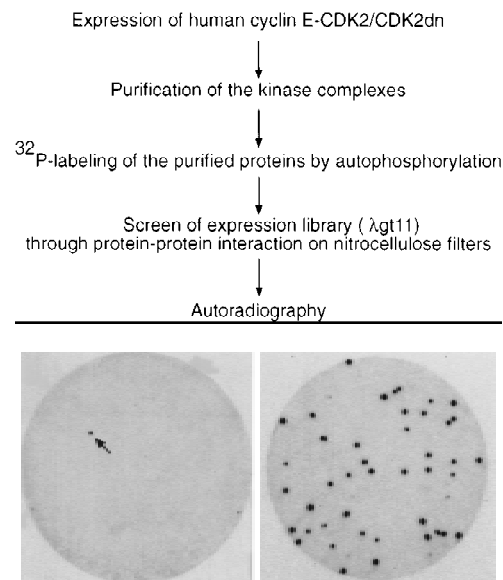 Expression of human cyclin E-CDK2/CDK2dn
Purification of the kinase complexes
32P-labeling of the purified proteins by autophosphorylation
Screen of expression library ( λgt11)
through protein-protein interaction on nitrocellulose filters
Autoradiography